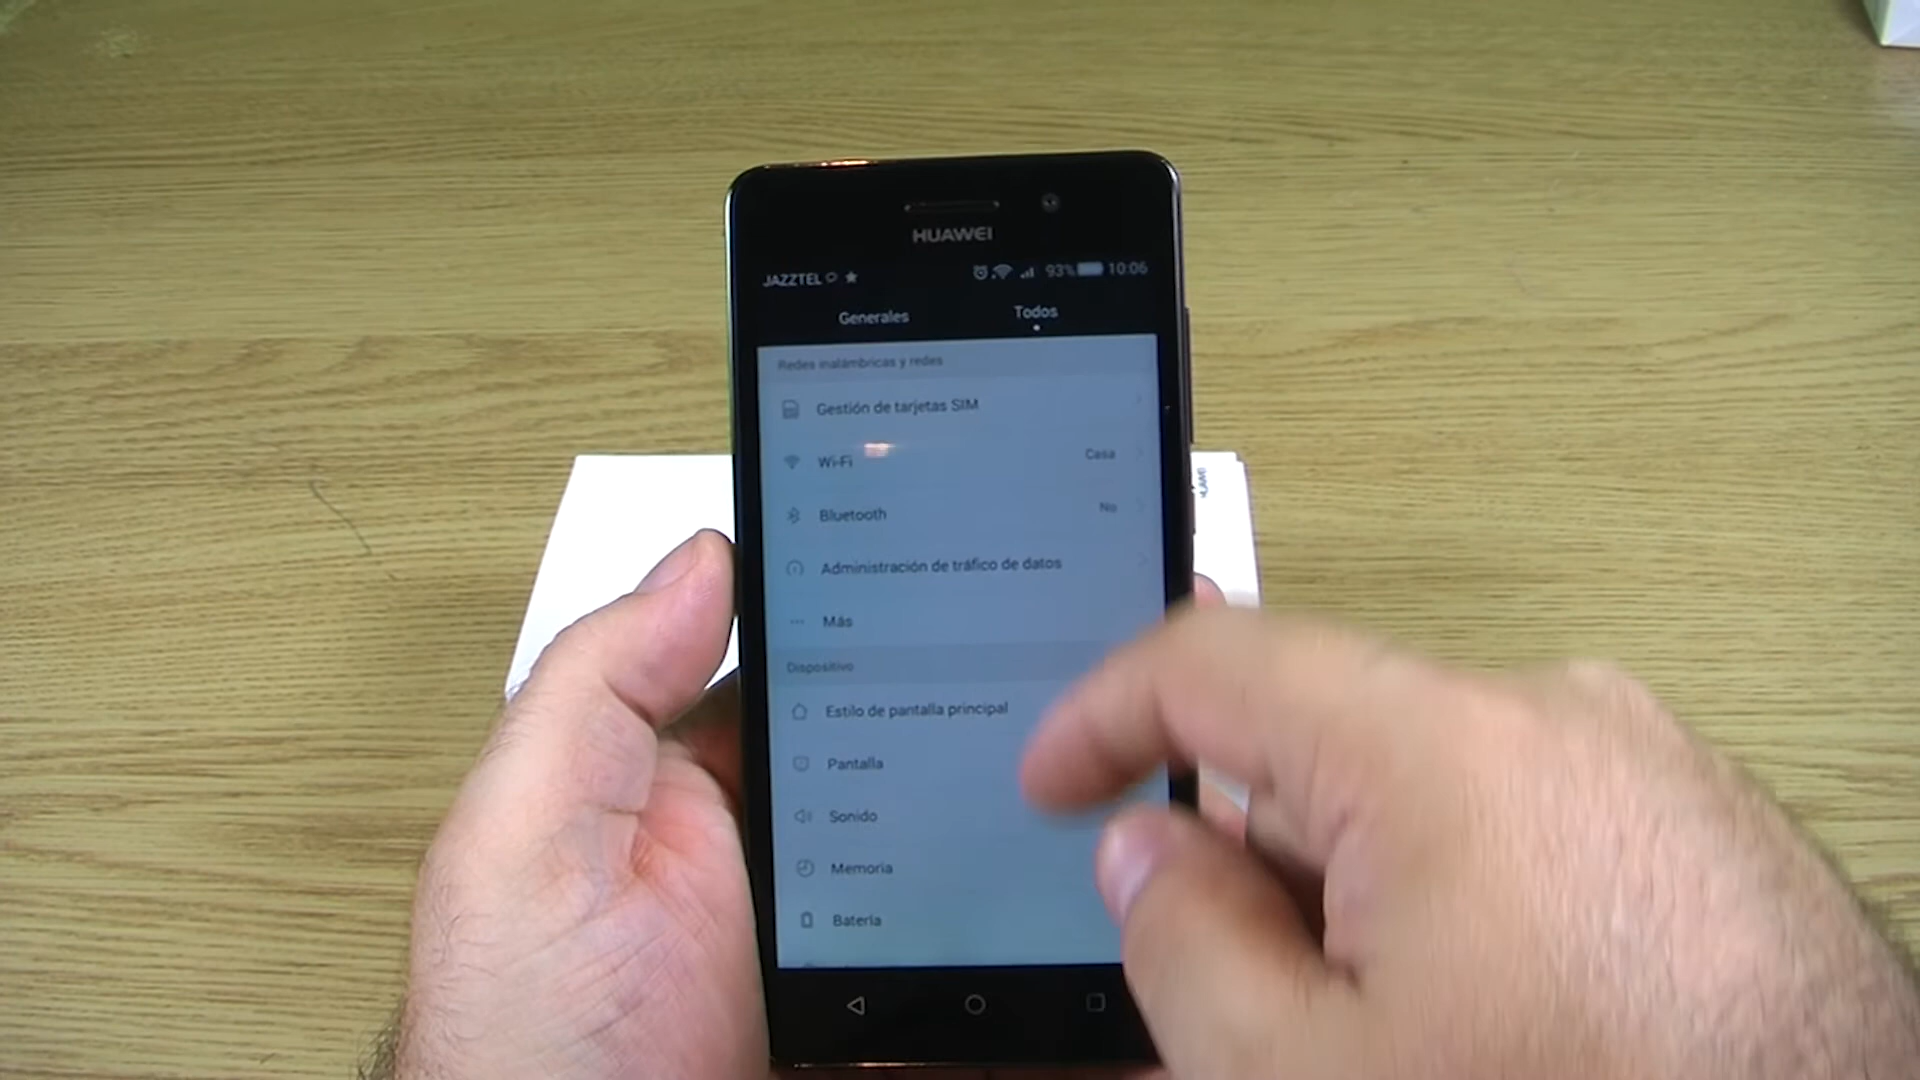 HUAWEI
JAZZTEL 93% 10:06
Generales Todos
Redes inalámbricas y redes
Gestión de tarjetas SIM
Wi-Fi Casa
Bluetooth No
Administración de tráfico de datos
Más
Dispositivo
Estilo de pantalla principal
Pantalla
Sonido
Memoria
Batería
HUAWEI